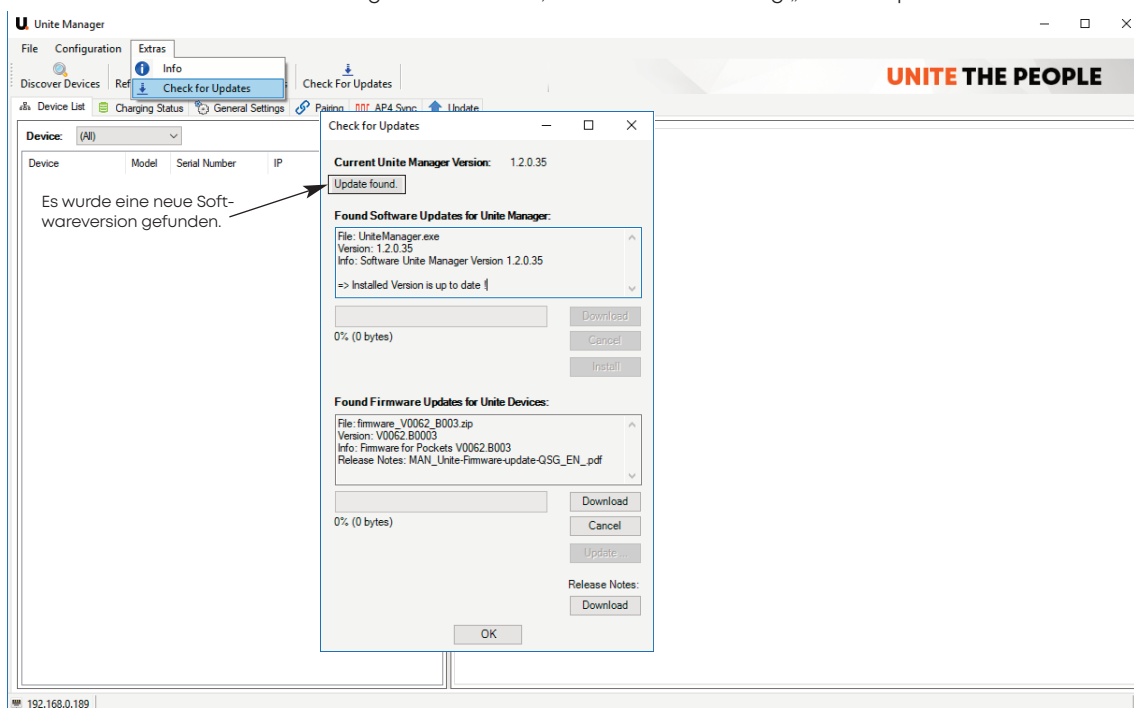 Unite Manager
File Configuration Extras
Info
Check for Updates
Discover Devices Ref Check For Updates
UNITE THE PEOPLE
Device List Charging Status General Settings Pairing AP4 Sync Update
Device: (All)
Device Model Serial Number IP
Es wurde eine neue Soft-
wareversion gefunden.
Check for Updates
Current Unite Manager Version: 1.2.0.35
Update found.
Found Software Updates for Unite Manager:
File: UniteManager.exe
Version: 1.2.0.35
Info: Software Unite Manager Version 1.2.0.35
=> Installed Version is up to date !
Download
0% (0 bytes)
Cancel
Install
Found Firmware Updates for Unite Devices:
File: firmware_V0062_B003.zip
Version: V0062.B0003
Info: Firmware for Pockets V0062.B003
Release Notes: MAN_Unite-Firmware-update-QSG_EN_.pdf
Download
0% (0 bytes)
Cancel
Update ...
Release Notes:
Download
OK
192.168.0.189